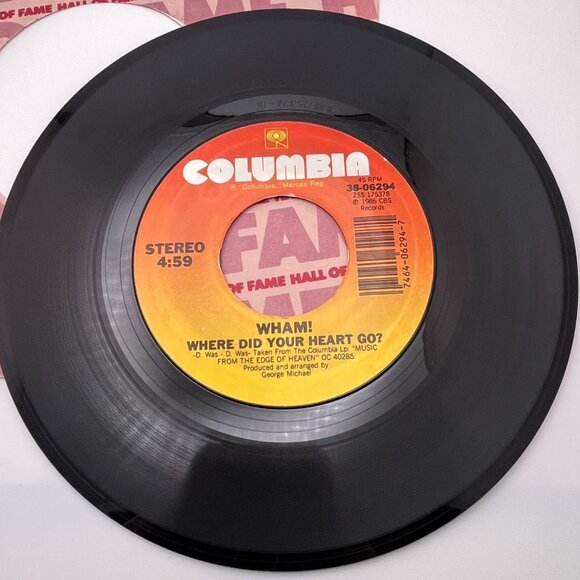 OF FAME HALL OF FAME H
COLUMBIA
® Columbia, Marcas Reg.
45 RPM
38-06294
ZSS 175378
℗ 1986 CBS
Records
STEREO
4:59
FAM
OF FAME HALL OF
7464-06294-7
WHAM!
WHERE DID YOUR HEART GO?
-D. Was - D. Was- Taken From The Columbia Lp "MUSIC
FROM THE EDGE OF HEAVEN" OC 40285
Produced and arranged by
George Michael